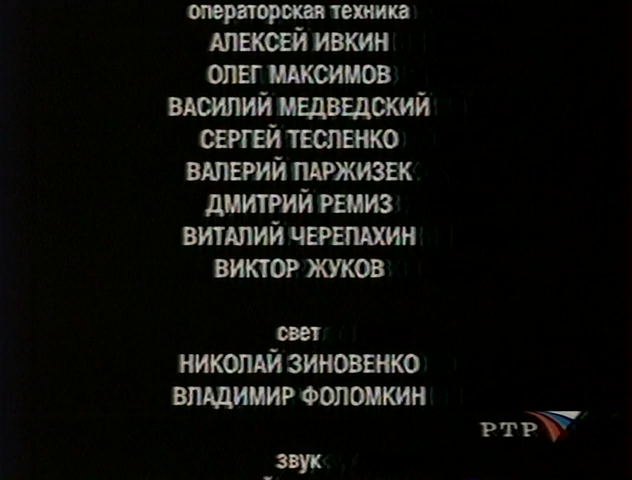 операторская техника
АЛЕКСЕЙ ИВКИН
ОЛЕГ МАКСИМОВ
ВАСИЛИЙ МЕДВЕДСКИЙ
СЕРГЕЙ ТЕСЛЕНКО
ВАЛЕРИЙ ПАРЖИЗЕК
ДМИТРИЙ РЕМИЗ
ВИТАЛИЙ ЧЕРЕПАХИН
ВИКТОР ЖУКОВ
свет
НИКОЛАЙ ЗИНОВЕНКО
ВЛАДИМИР ФОЛОМКИН
РТР
звук